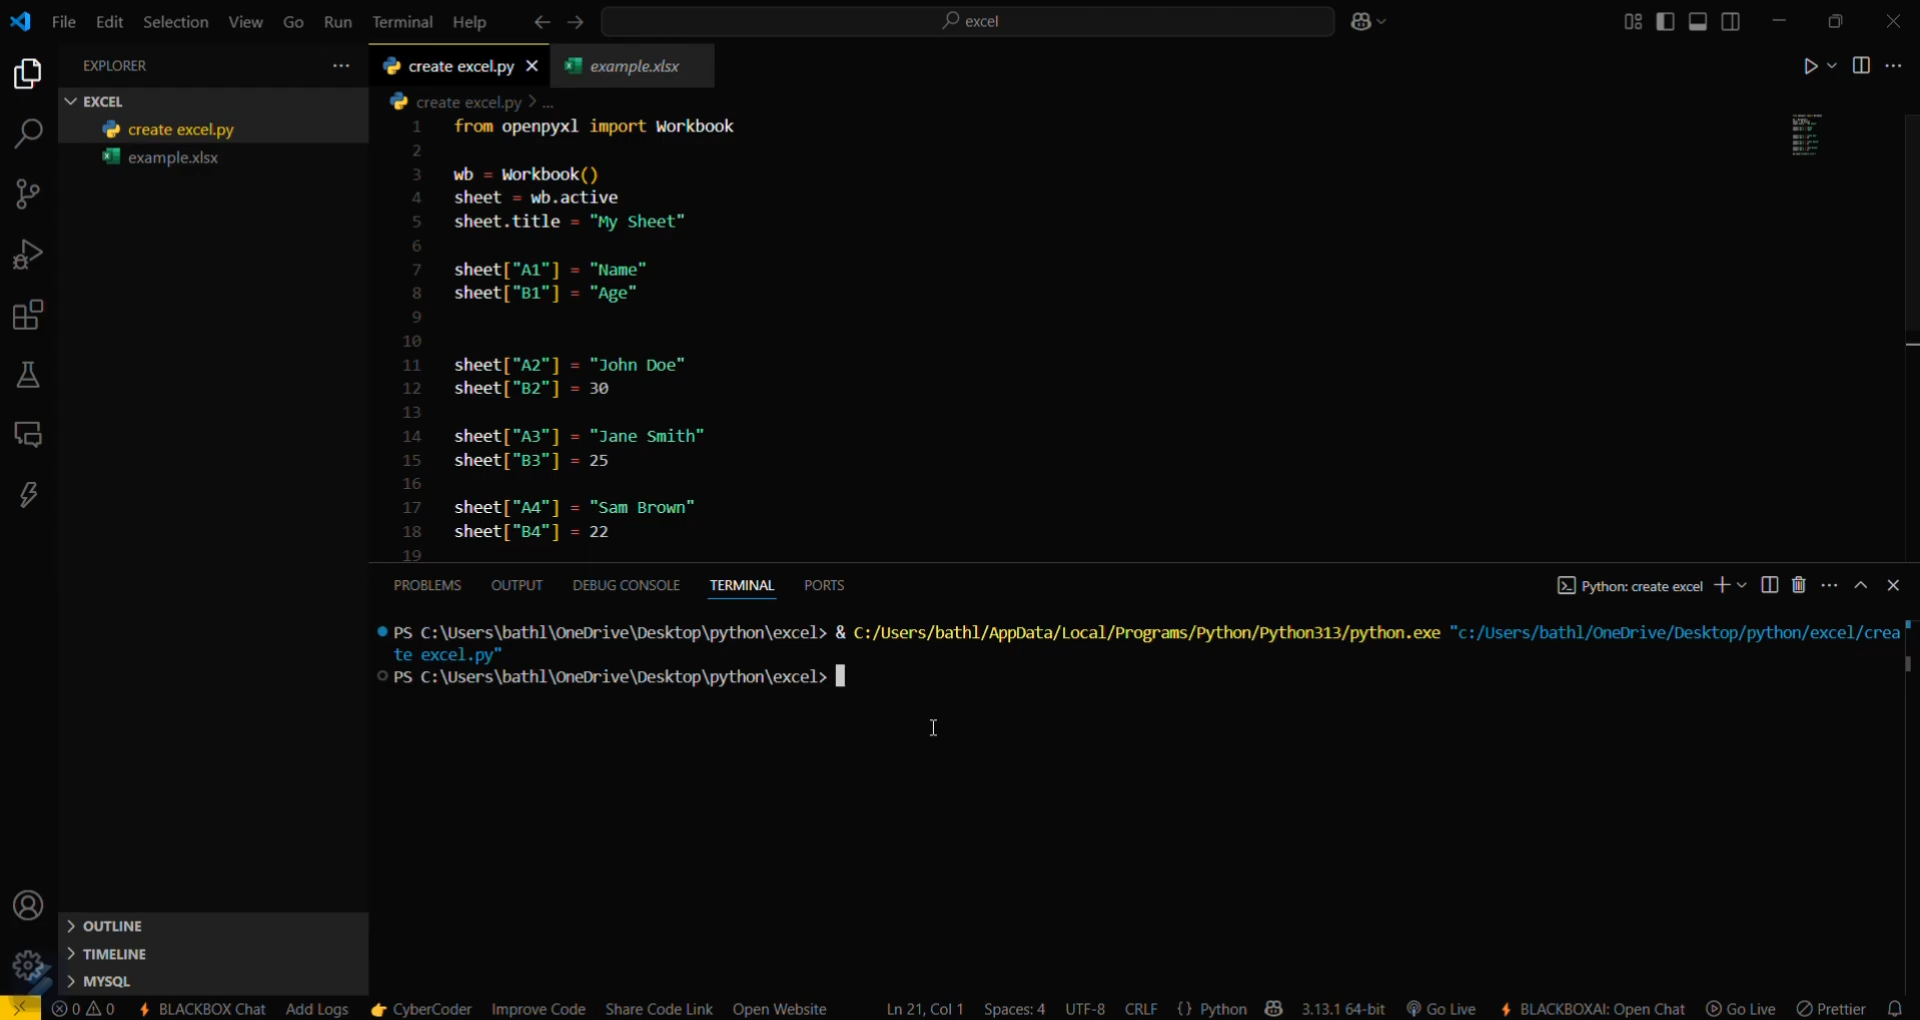 File Edit Selection View Go Run Terminal Help
excel
EXPLORER
EXCEL
create excel.py
example.xlsx
OUTLINE
TIMELINE
MYSQL
create excel.py
example.xlsx
create excel.py > ...
1 from openpyxl import Workbook
2
3 wb = Workbook()
4 sheet = wb.active
5 sheet.title = "My Sheet"
6
7 sheet["A1"] = "Name"
8 sheet["B1"] = "Age"
9
10
11 sheet["A2"] = "John Doe"
12 sheet["B2"] = 30
13
14 sheet["A3"] = "Jane Smith"
15 sheet["B3"] = 25
16
17 sheet["A4"] = "Sam Brown"
18 sheet["B4"] = 22
19
PROBLEMS OUTPUT DEBUG CONSOLE TERMINAL PORTS
Python: create excel
PS C:\Users\bathl\OneDrive\Desktop\python\excel> & C:/Users/bathl/AppData/Local/Programs/Python/Python313/python.exe "c:/Users/bathl/OneDrive/Desktop/python/excel/crea
te excel.py"
PS C:\Users\bathl\OneDrive\Desktop\python\excel>
0 0 BLACKBOX Chat Add Logs CyberCoder Improve Code Share Code Link Open Website Ln 21, Col 1 Spaces: 4 UTF-8 CRLF {} Python 3.13.1 64-bit Go Live BLACKBOXAI: Open Chat Go Live Prettier